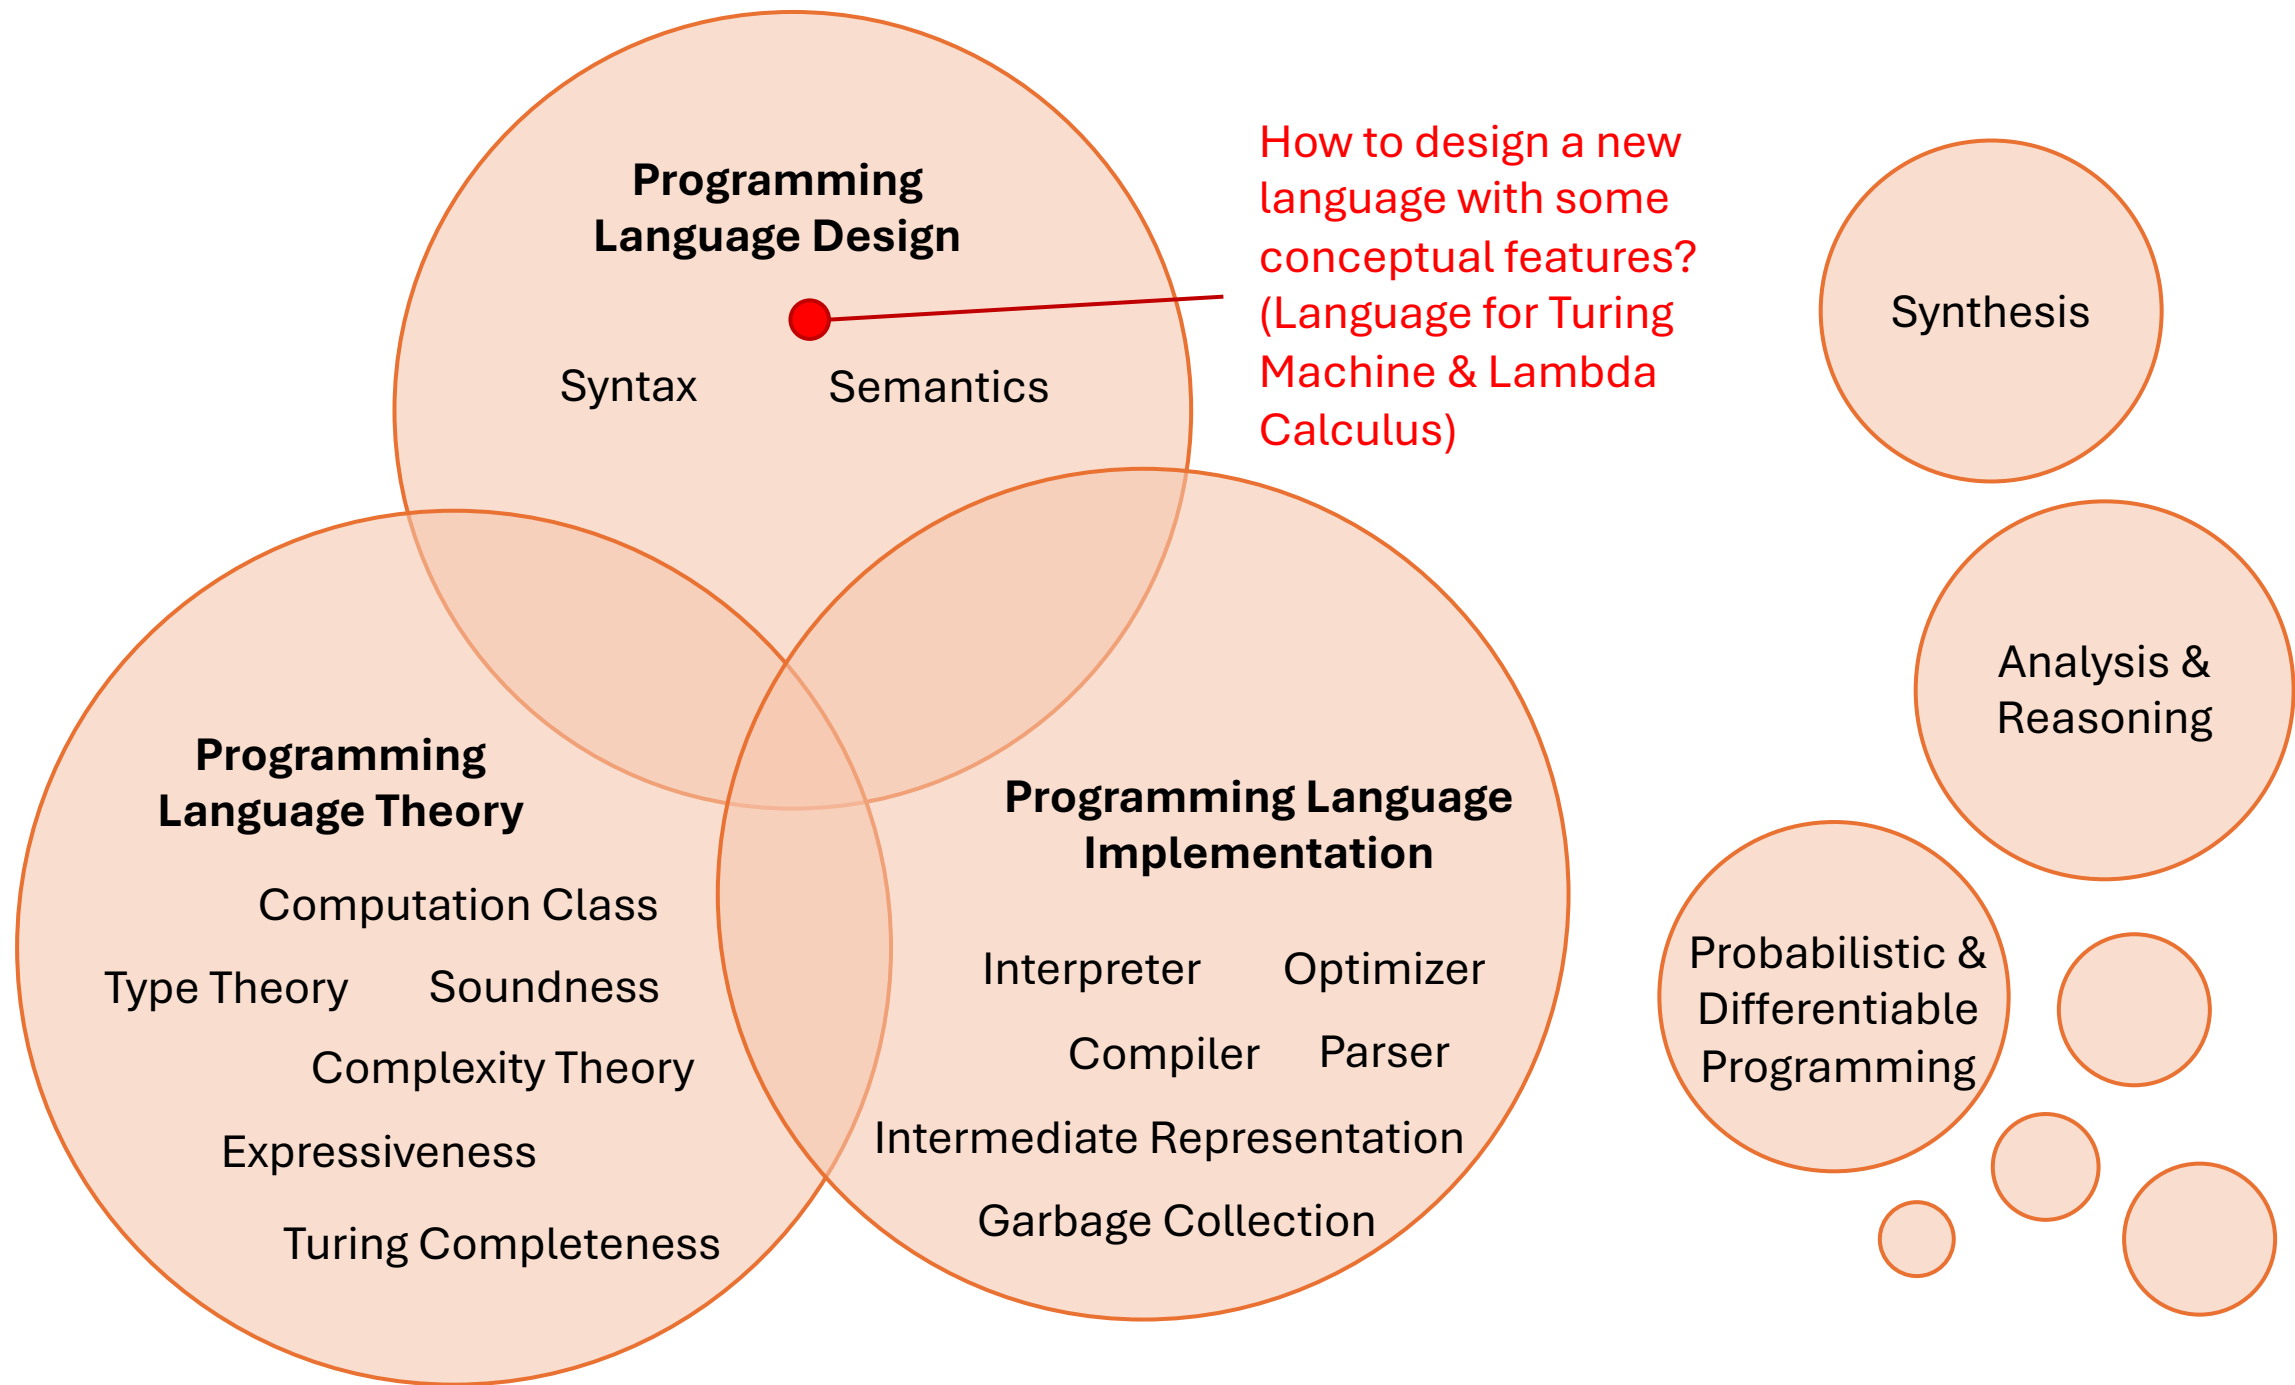 Programming
Language Design
Syntax
Semantics
How to design a new
language with some
conceptual features?
(Language for Turing
Machine & Lambda
Calculus)
Programming
Language Theory
Computation Class
Type Theory
Soundness
Complexity Theory
Expressiveness
Turing Completeness
Programming Language
Implementation
Interpreter
Optimizer
Compiler
Parser
Intermediate Representation
Garbage Collection
Synthesis
Analysis &
Reasoning
Probabilistic &
Differentiable
Programming